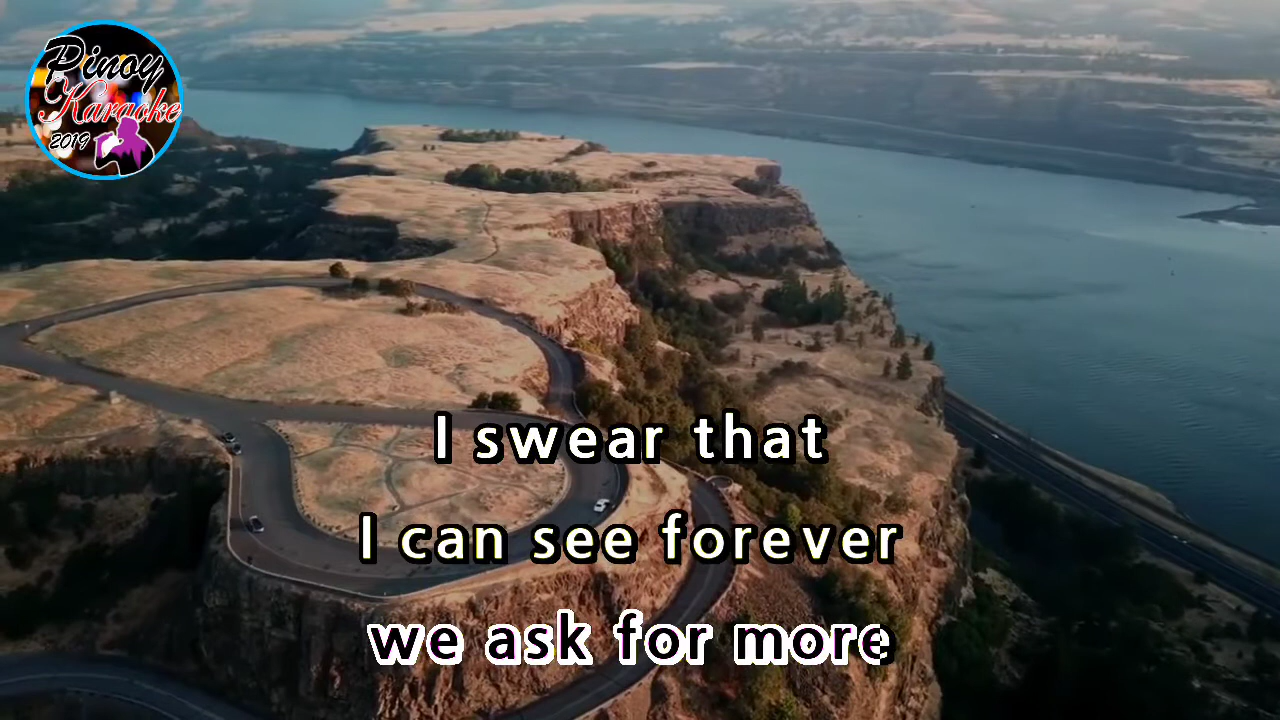 Pinoy
Karaoke
2019
I swear that
I can see forever
we ask for more